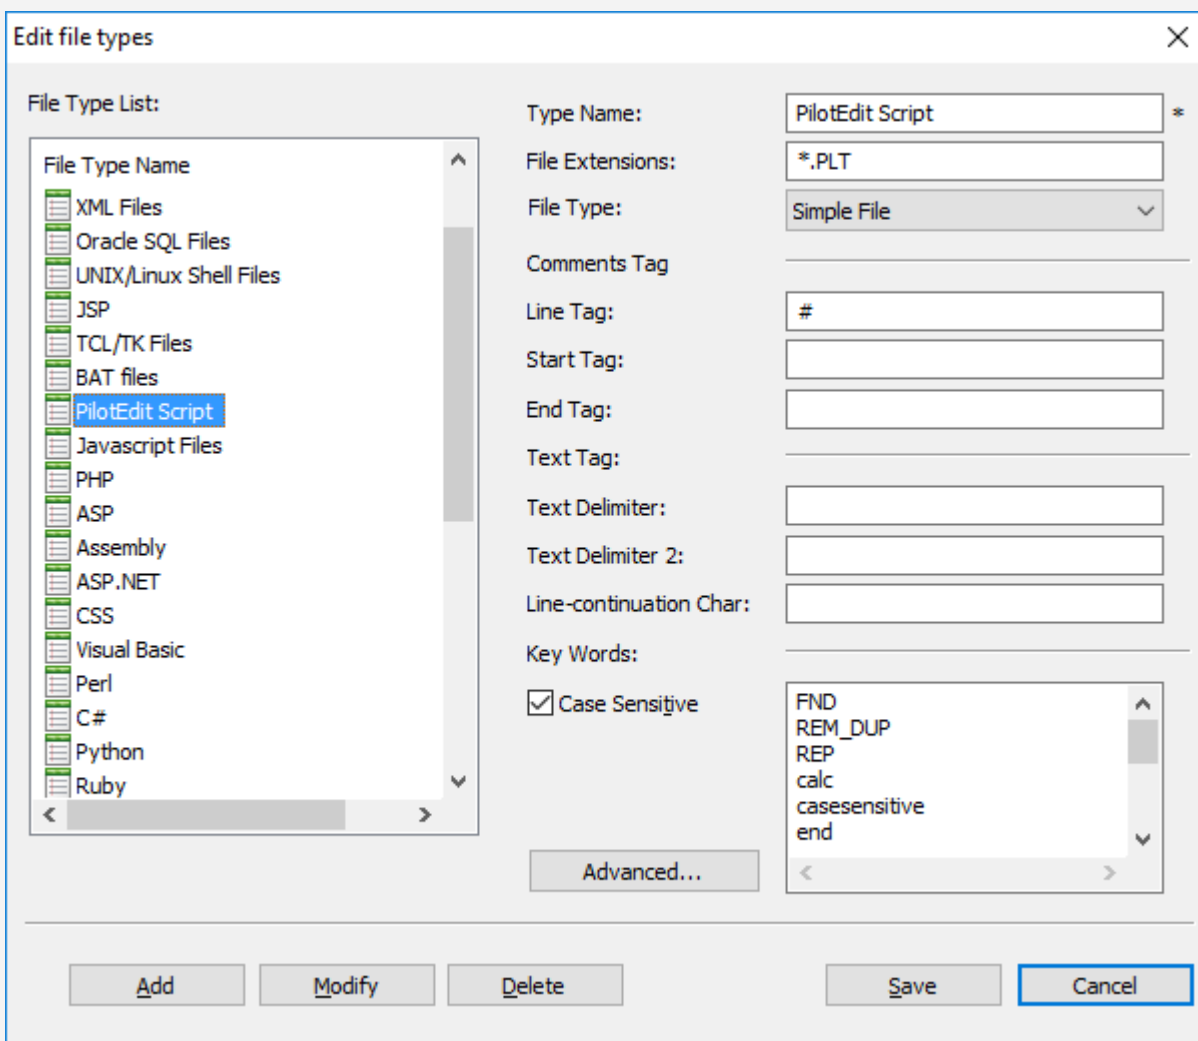 Edit file types
File Type List:
File Type Name
XML Files
Oracle SQL Files
UNIX/Linux Shell Files
JSP
TCL/TK Files
BAT files
PilotEdit Script
Javascript Files
PHP
ASP
Assembly
ASP.NET
CSS
Visual Basic
Perl
C#
Python
Ruby
Type Name: PilotEdit Script *
File Extensions: *.PLT
File Type: Simple File
Comments Tag
Line Tag: #
Start Tag:
End Tag:
Text Tag:
Text Delimiter:
Text Delimiter 2:
Line-continuation Char:
Key Words:
Case Sensitive
FND
REM_DUP
REP
calc
casesensitive
end
Advanced...
Add Modify Delete Save Cancel